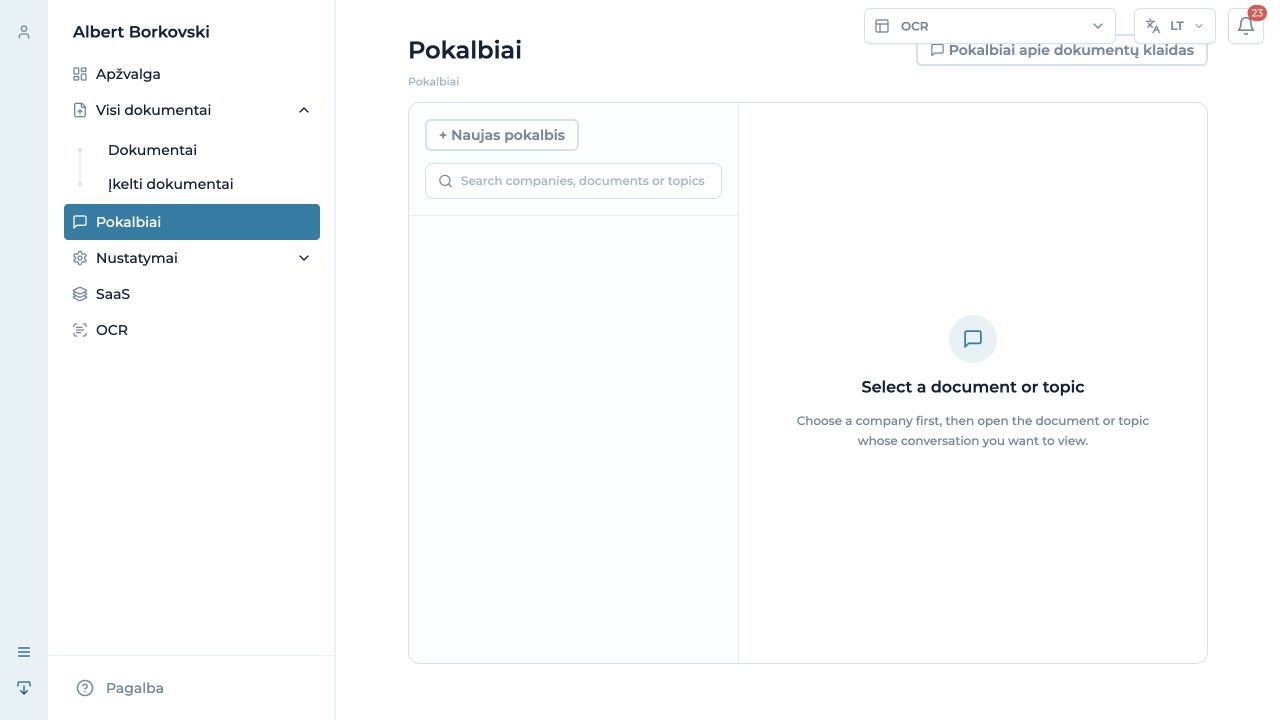 Albert Borkovski
Apžvalga
Visi dokumentai
Dokumentai
Įkelti dokumentai
Pokalbiai
Nustatymai
SaaS
OCR
Pagalba
OCR
LT
23
Pokalbiai
Pokalbiai apie dokumentų klaidas
Pokalbiai
+ Naujas pokalbis
Search companies, documents or topics
Select a document or topic
Choose a company first, then open the document or topic
whose conversation you want to view.